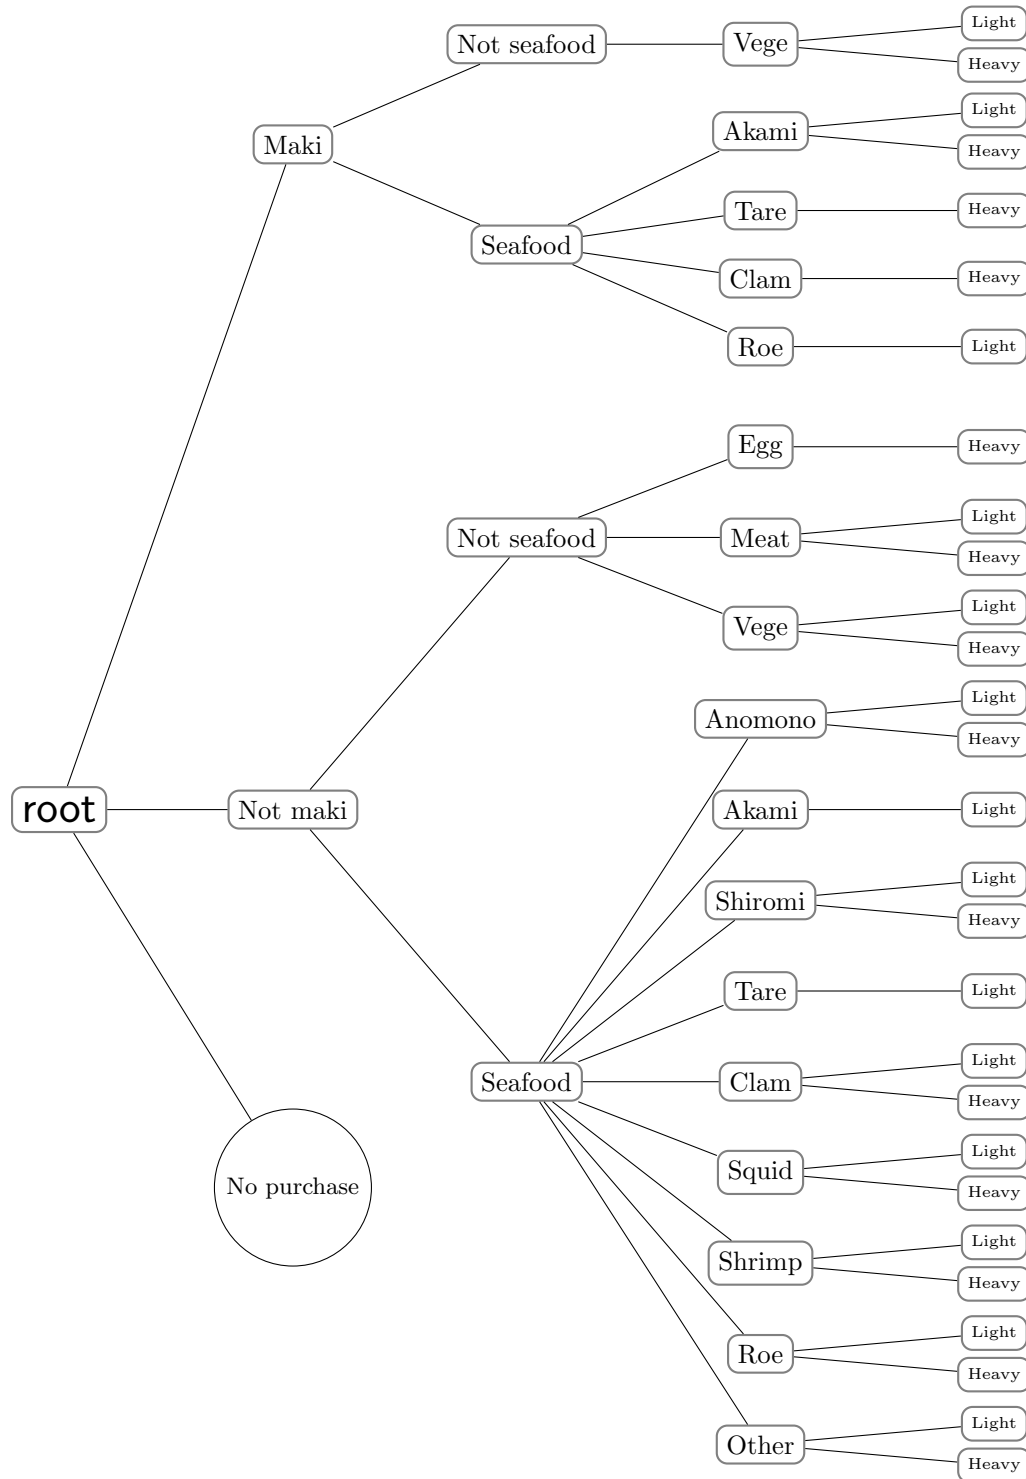 Not seafood
Vege
Light
Heavy
Maki
Akami
Light
Heavy
Seafood
Tare
Heavy
Clam
Heavy
Roe
Light
Egg
Heavy
Not seafood
Meat
Light
Heavy
Vege
Light
Heavy
Anomono
Light
Heavy
root
Not maki
Akami
Light
Shiromi
Light
Heavy
Tare
Light
Seafood
Clam
Light
Heavy
No purchase
Squid
Light
Heavy
Shrimp
Light
Heavy
Roe
Light
Heavy
Other
Light
Heavy